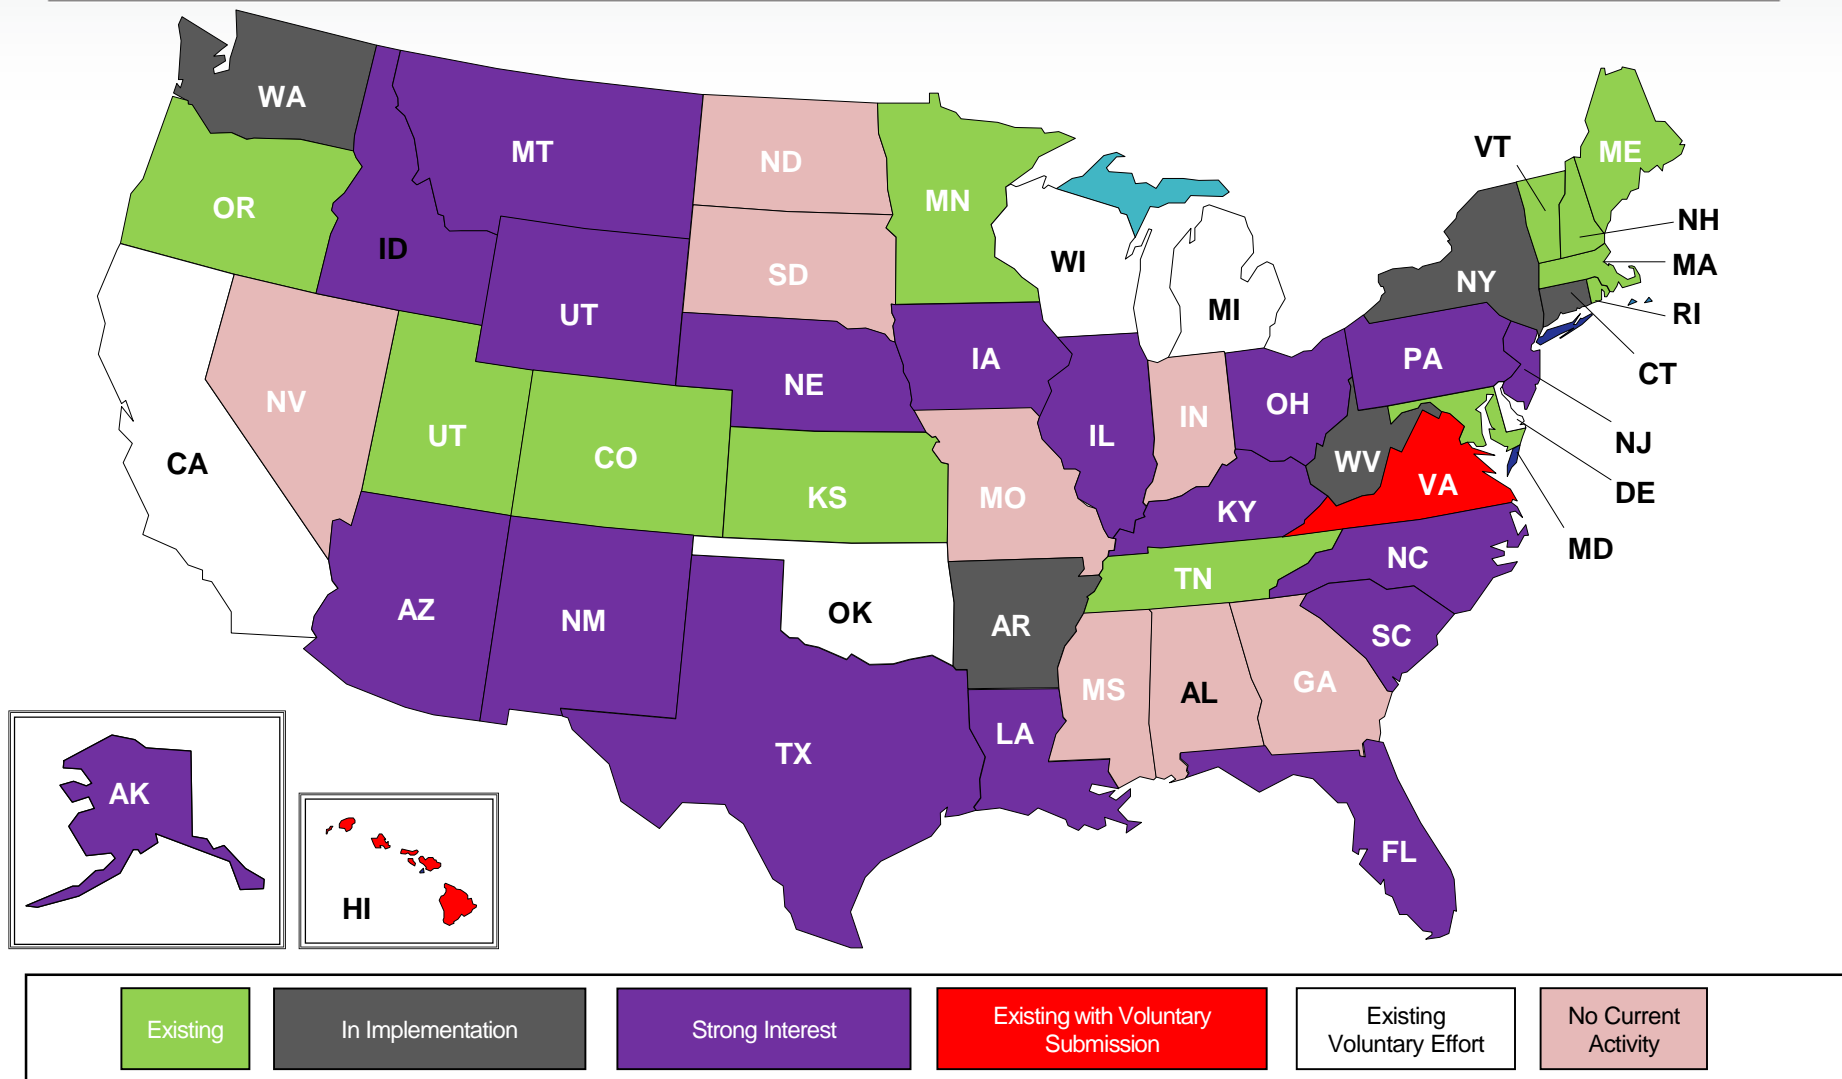 WA
MT
ND
MN
VT
ME
OR
ID
NH
WI
MA
SD
NY
UT
MI
RI
IA
PA
CT
NE
NV
OH
IN
UT
IL
NJ
CO
CA
WV
VA
KS
MO
DE
KY
MD
NC
TN
AZ
OK
NM
AR
SC
GA
MS
AL
LA
TX
AK
FL
HI
Existing
In Implementation
Strong Interest
Existing with Voluntary
Submission
Existing
Voluntary Effort
No Current
Activity